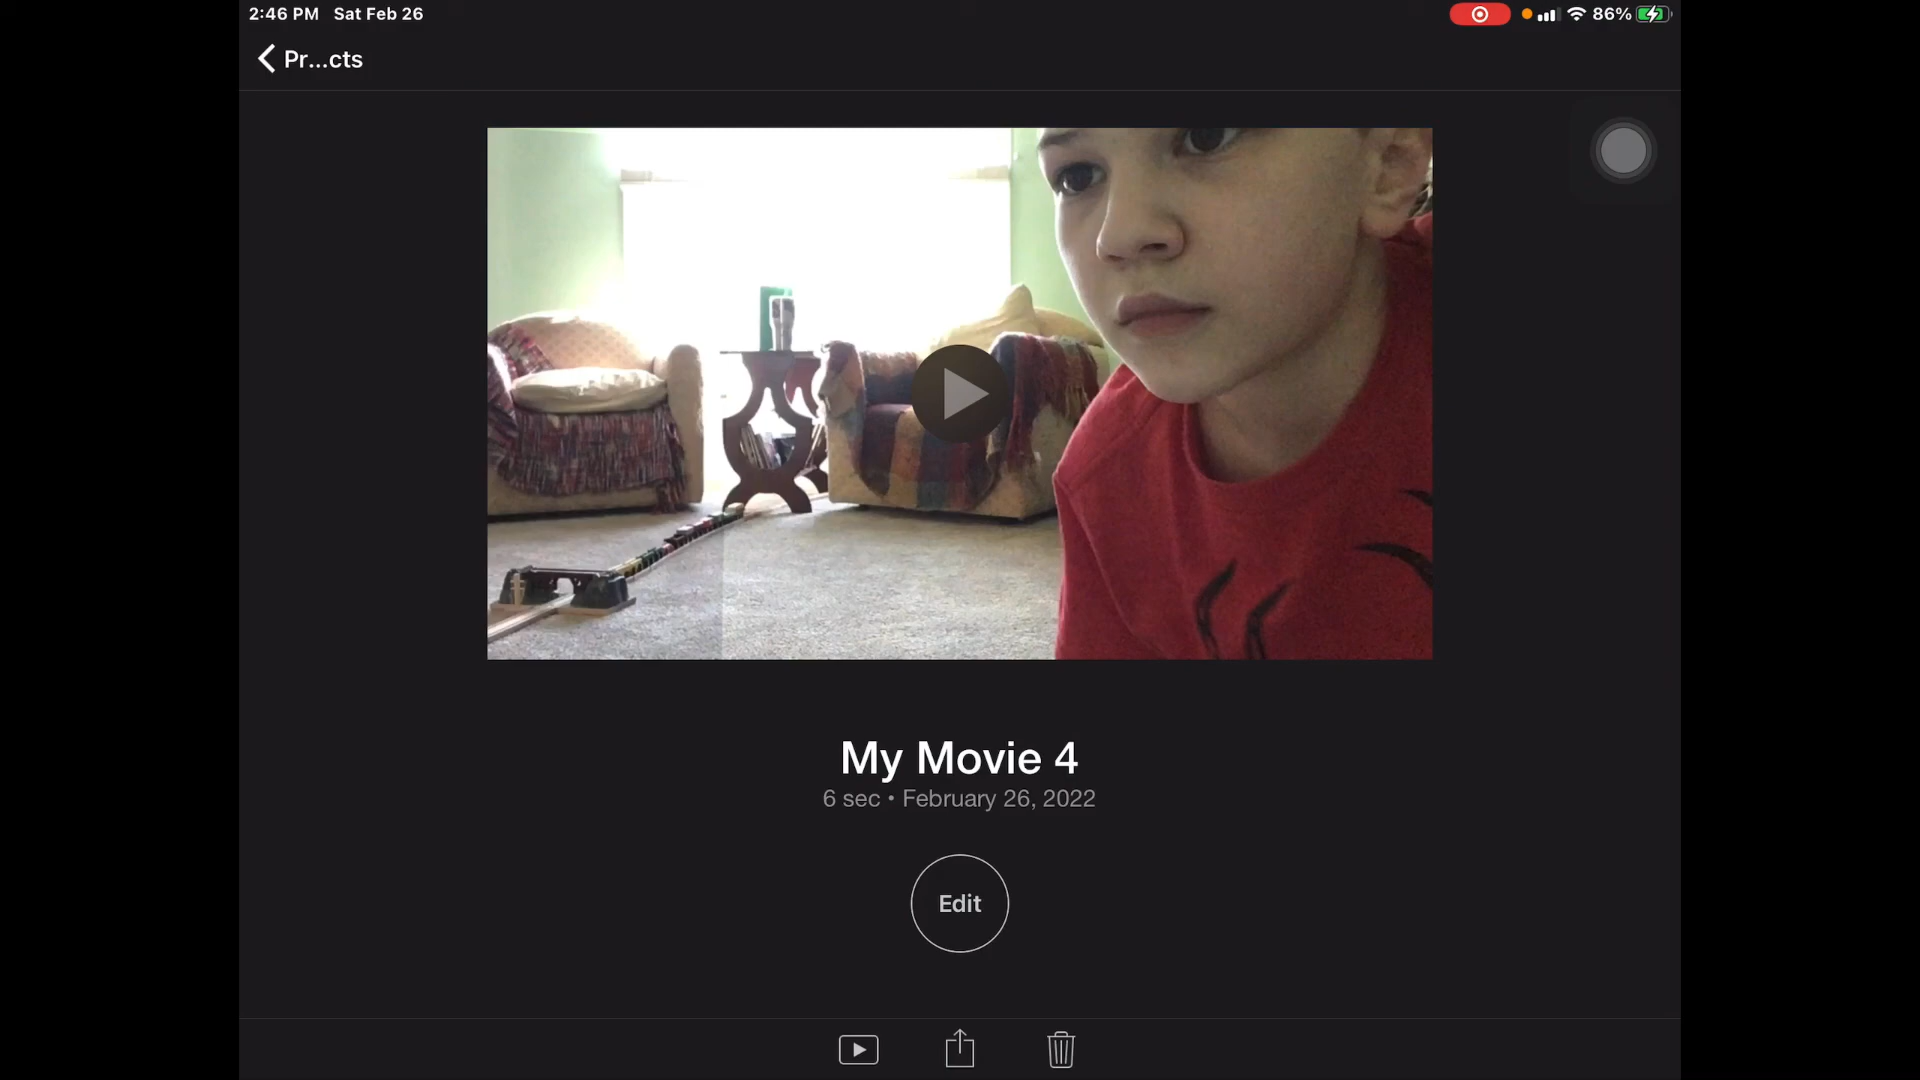 2:46 PM Sat Feb 26
86%
Pr...cts
My Movie 4
6 sec • February 26, 2022
Edit